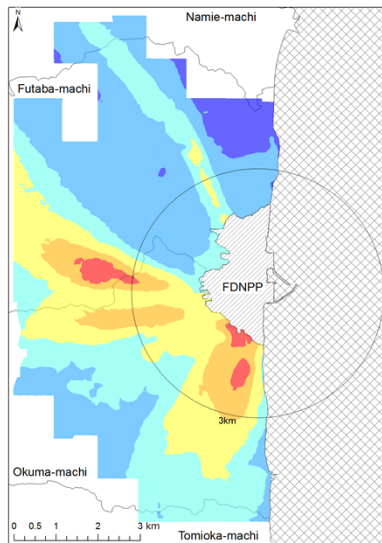 Namie-machi
N
Futaba-machi
FDNPP
3km
Okuma-machi
0 0.5 1 2 3 km
Tomioka-machi